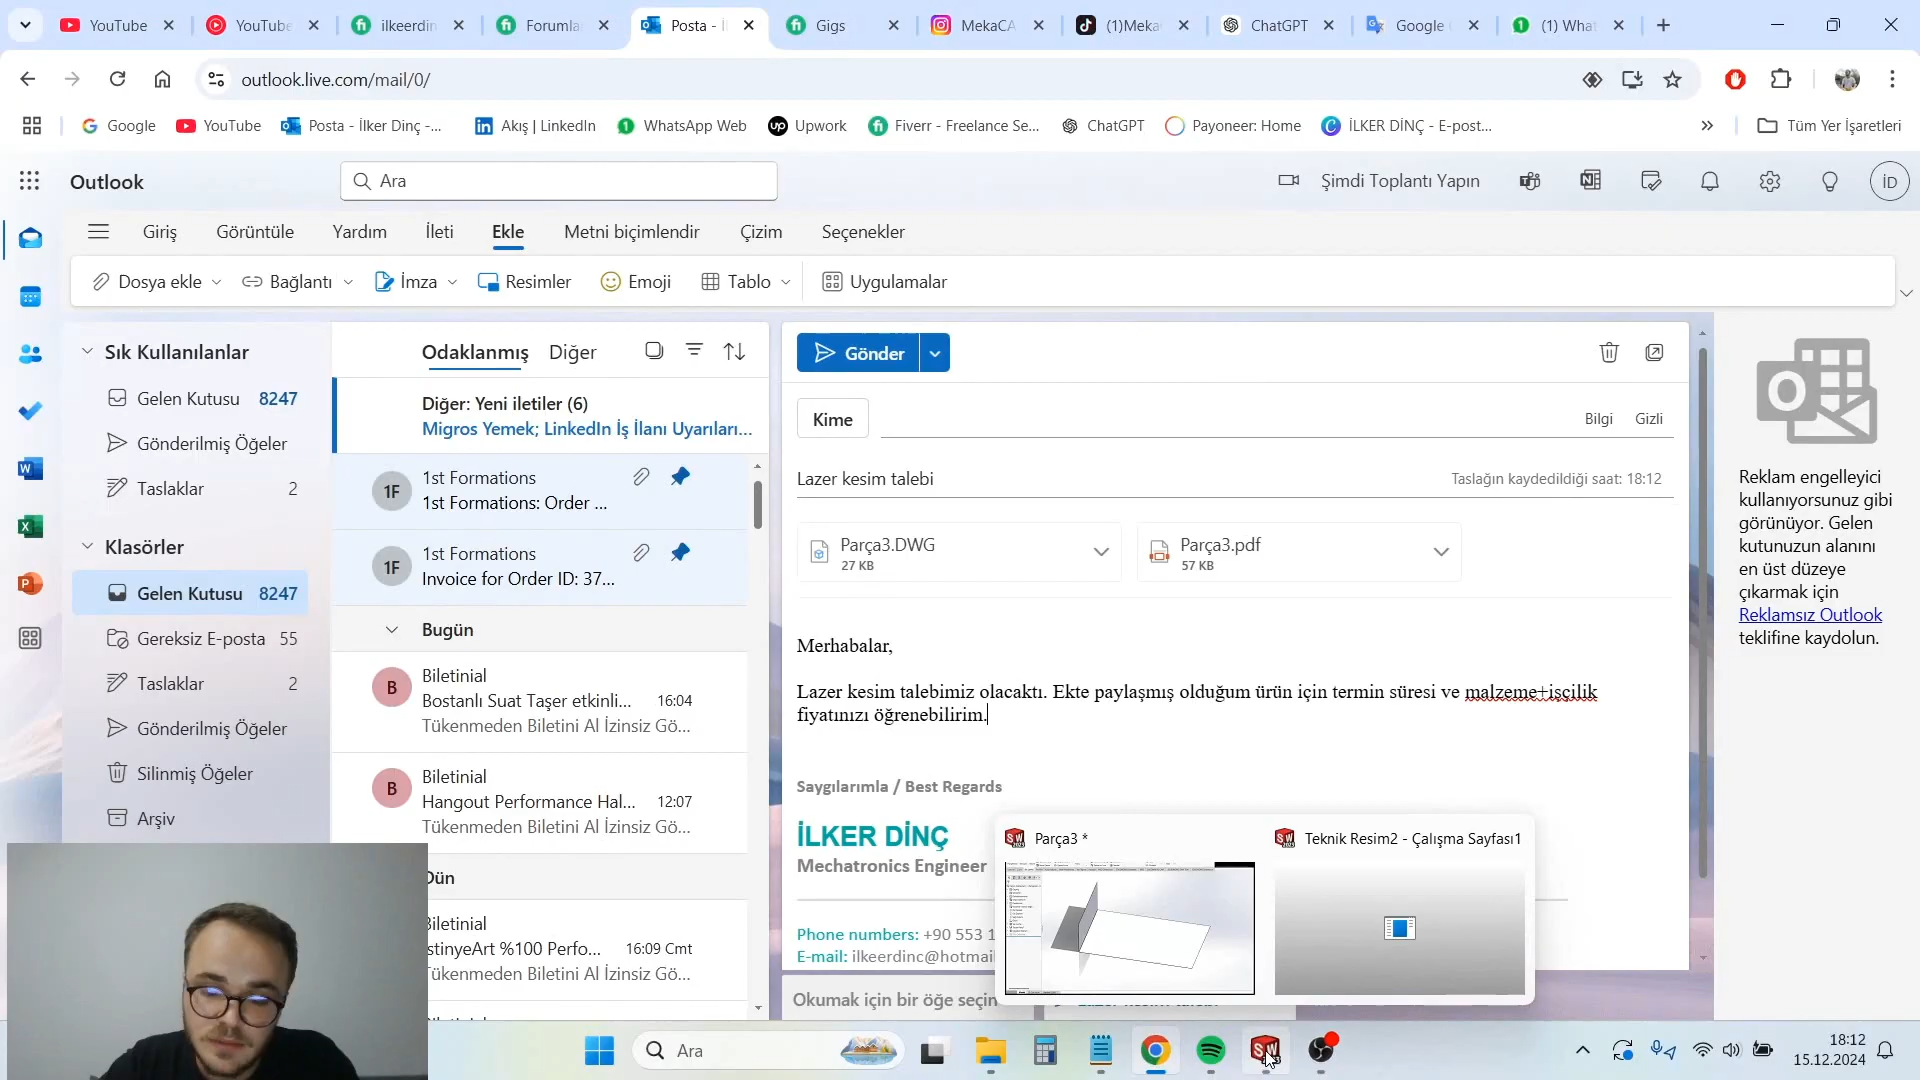 YouTube
YouTube
ilkeerdin
Forumla
Posta - İl
Gigs
MekaCA
(1)Meka
ChatGPT
Google
(1) What
outlook.live.com/mail/0/
Google
YouTube
Posta - İlker Dinç -...
Akış | LinkedIn
WhatsApp Web
Upwork
Fiverr - Freelance Se...
ChatGPT
Payoneer: Home
İLKER DİNÇ - E-post...
Tüm Yer İşaretleri
Outlook
Ara
Şimdi Toplantı Yapın
İD
Giriş
Görüntüle
Yardım
İleti
Ekle
Metni biçimlendir
Çizim
Seçenekler
Dosya ekle
Bağlantı
İmza
Resimler
Emoji
Tablo
Uygulamalar
Sık Kullanılanlar
Gelen Kutusu 8247
Gönderilmiş Öğeler
Taslaklar 2
Klasörler
Gelen Kutusu 8247
Gereksiz E-posta 55
Taslaklar 2
Gönderilmiş Öğeler
Silinmiş Öğeler
Arşiv
Odaklanmış Diğer
Diğer: Yeni iletiler (6)
Migros Yemek; LinkedIn İş İlanı Uyarıları...
1F
1st Formations
1st Formations: Order ...
1F
1st Formations
Invoice for Order ID: 37...
Bugün
B
Biletinial
Bostanlı Suat Taşer etkinli... 16:04
Tükenmeden Biletini Al İzinsiz Gö...
B
Biletinial
Hangout Performance Hal... 12:07
Tükenmeden Biletini Al İzinsiz Gö...
Dün
Biletinial
stinyeArt %100 Perfo... 16:09 Cmt
Tükenmeden Biletini Al İzinsiz Gö...
Gönder
Kime
Bilgi Gizli
Lazer kesim talebi
Taslağın kaydedildiği saat: 18:12
Parça3.DWG
27 KB
Parça3.pdf
57 KB
Merhabalar,
Lazer kesim talebimiz olacaktı. Ekte paylaşmış olduğum ürün için termin süresi ve malzeme+işçilik
fiyatınızı öğrenebilirim.
Saygılarımla / Best Regards
İLKER DİNÇ
Mechatronics Engineer
Phone numbers: +90 553 1
E-mail: ilkeerdinc@hotmail
Okumak için bir öğe seçin
Parça3 *
Teknik Resim2 - Çalışma Sayfası1
Reklam engelleyici
kullanıyorsunuz gibi
görünüyor. Gelen
kutunuzun alanını
en üst düzeye
çıkarmak için
Reklamsız Outlook
teklifine kaydolun.
Ara
18:12
15.12.2024